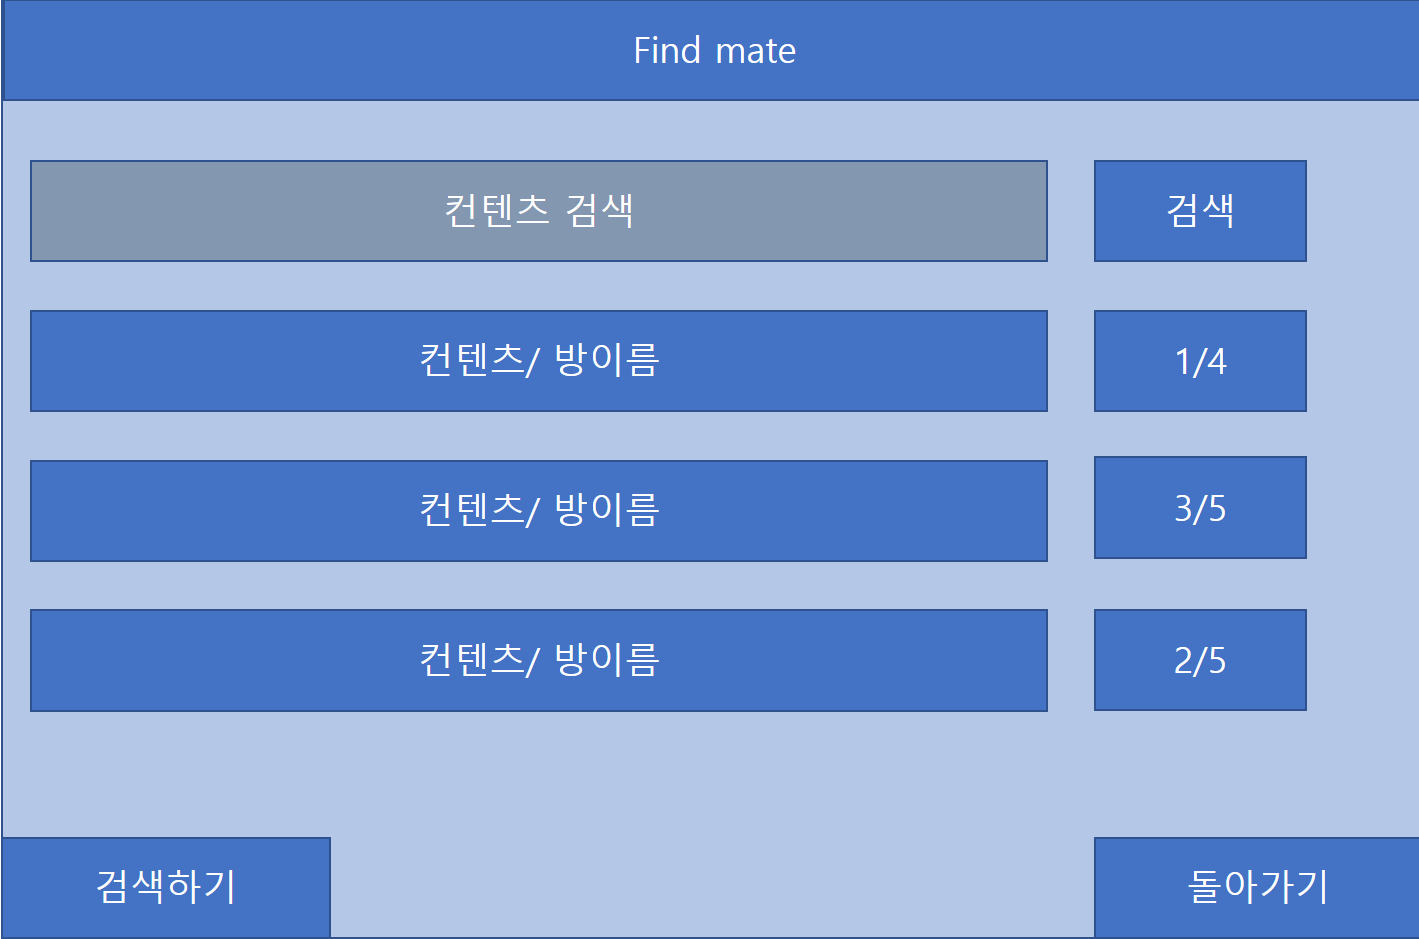 Find mate
컨텐츠 검색
검색
컨텐츠/ 방이름
1/4
컨텐츠/ 방이름
3/5
컨텐츠/ 방이름
2/5
검색하기
돌아가기